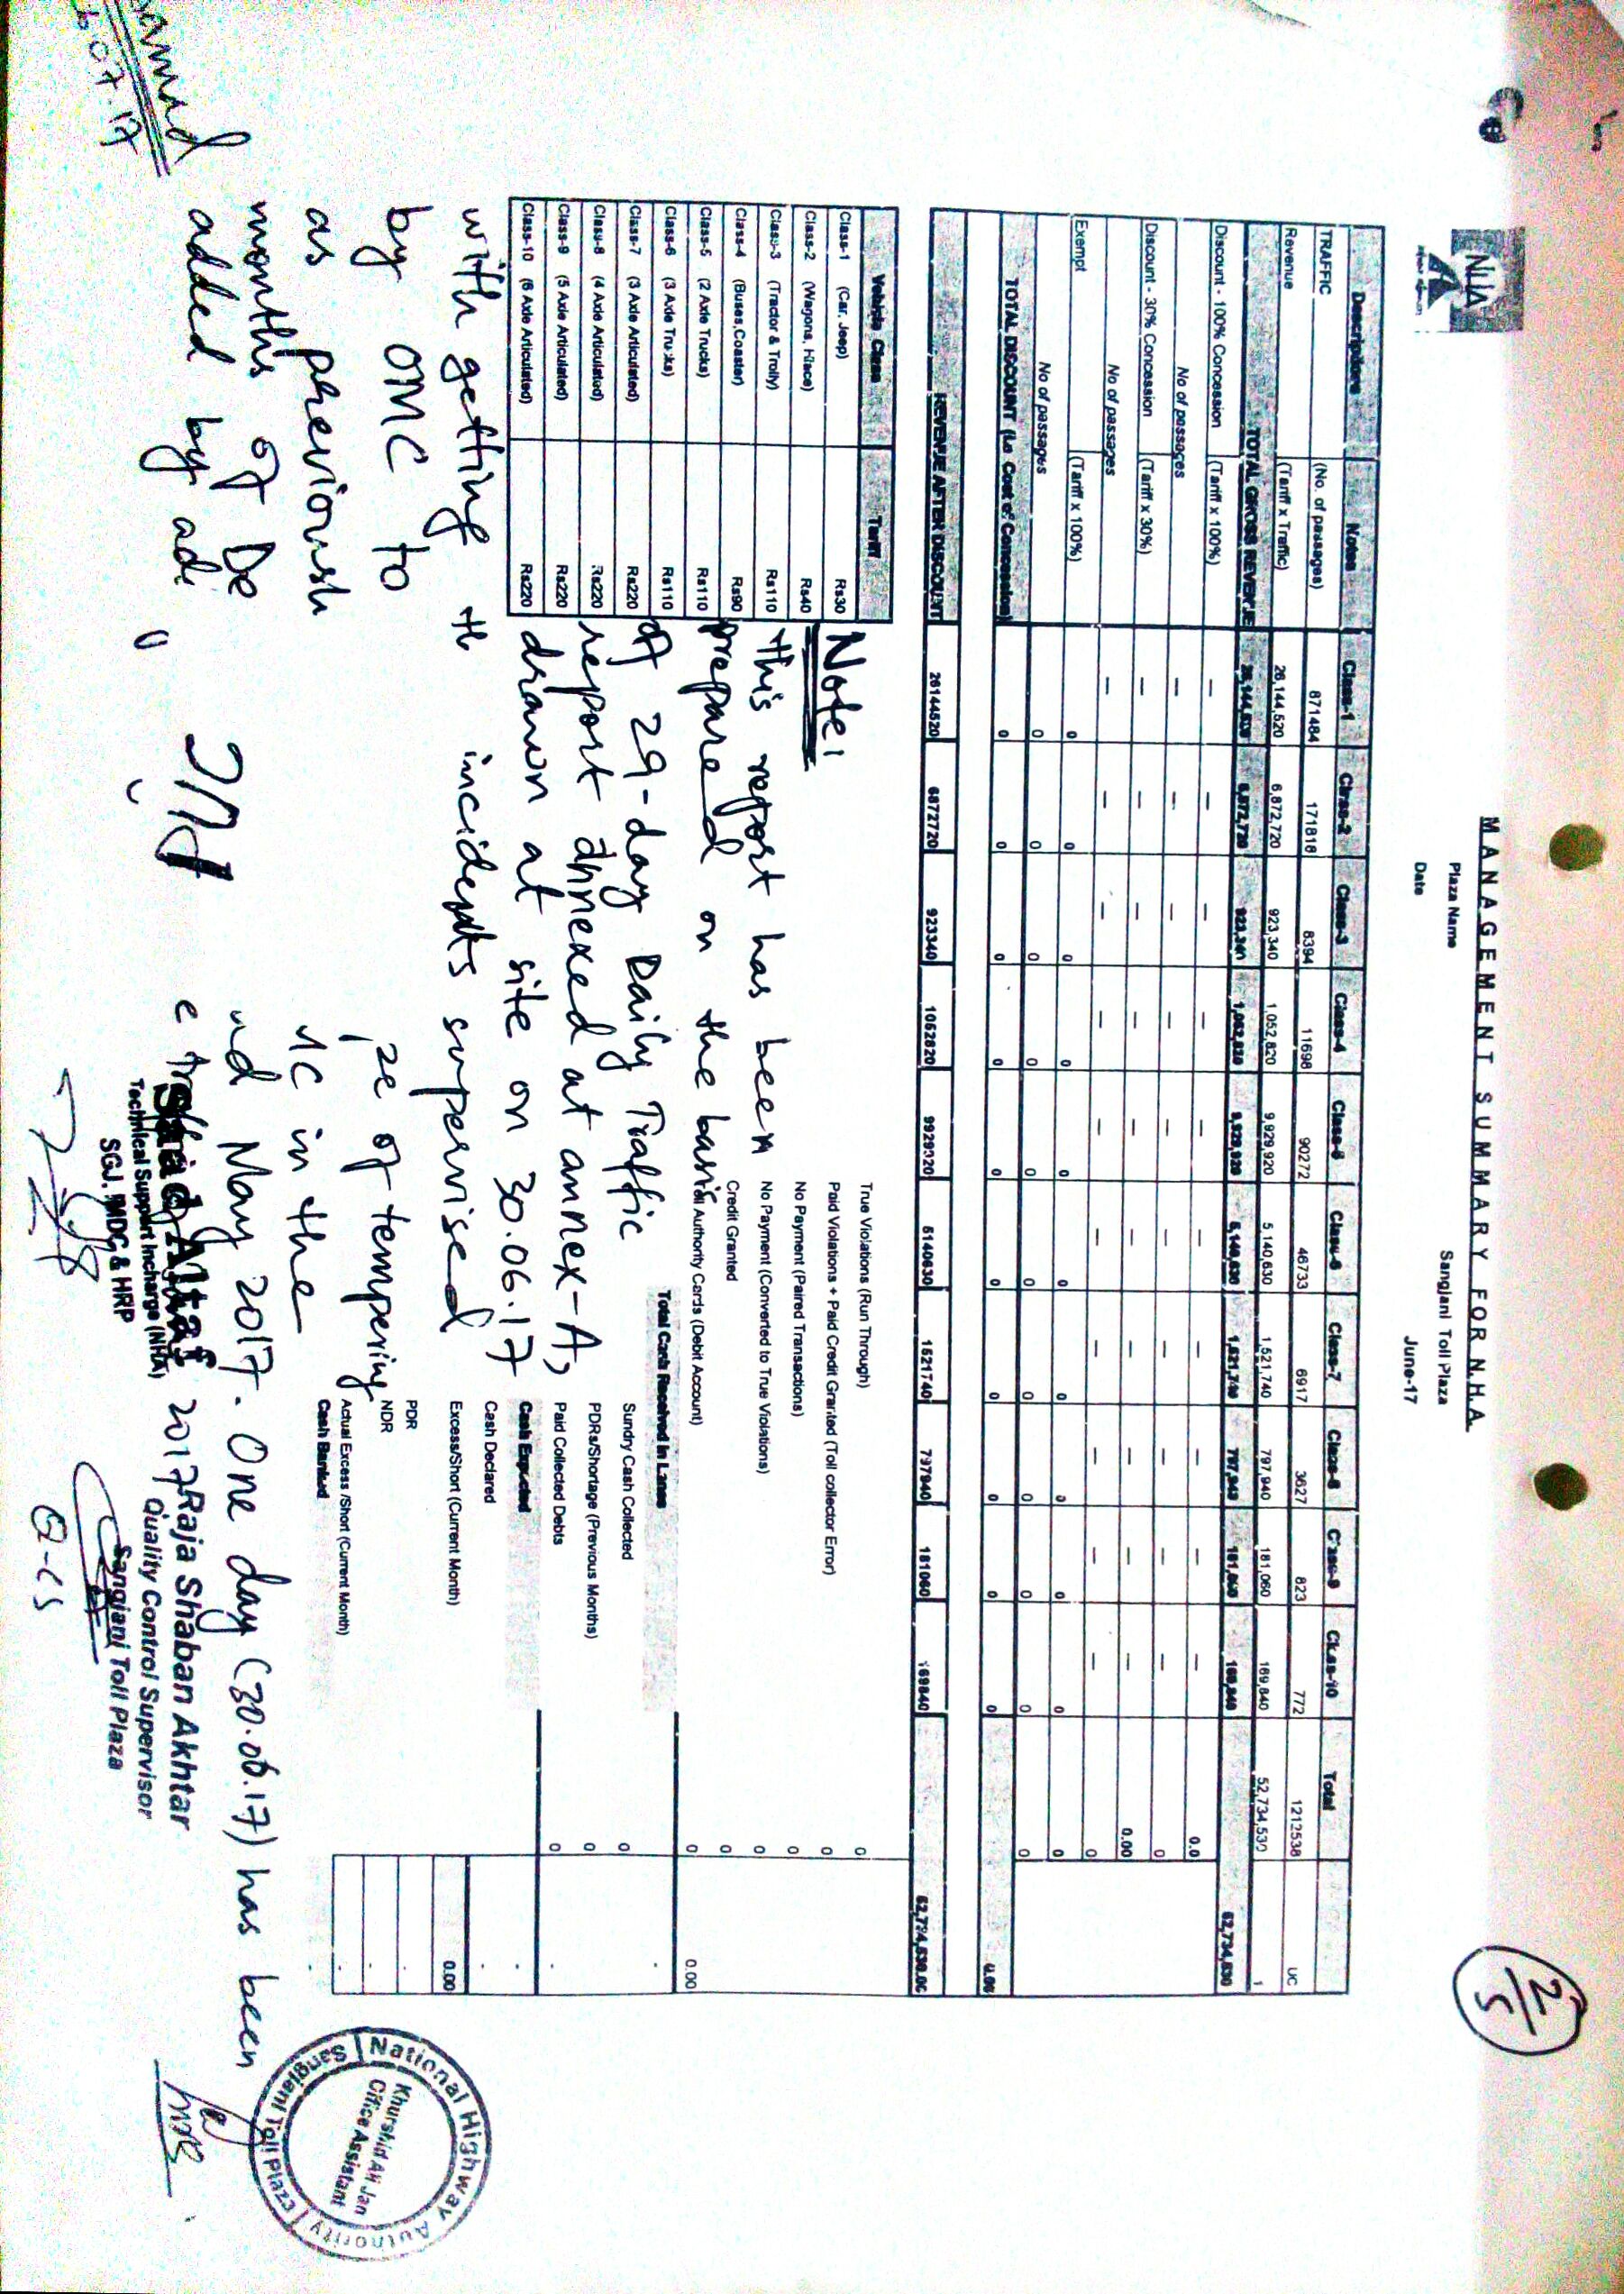 2/5
NHA
MANAGEMENT SUMMARY FOR N.H.A.
Plaza Name Sangjani Toll Plaza
Date June-17
Descriptions Notes Class-1 Class-2 Class-3 Class-4 Class-5 Class-6 Class-7 Class-8 Class-9 Class-10 Total
TRAFFIC (No. of passages) 871484 171818 8394 11698 90272 46733 6917 3627 823 772 1212538 UC
Revenue (Tariff x Traffic) 26,144,520 6,872,720 923,340 1,052,820 9,929,920 5,140,630 1,521,740 797,940 181,060 169,840 52,734,530 1
TOTAL GROSS REVENUE 26,144,520 6,872,720 923,340 1,052,820 9,929,920 5,140,630 1,521,740 797,940 181,060 169,840 52,734,530
Discount - 100% Concession (Tariff x 100%) — — — — — — — — — — 0.0
No of passages — — — — — — — — — — 0
Discount - 30% Concession (Tariff x 30%) — — — — — — — — — — 0.00
No of passages — — — — — — — — — — 0
Exempt (Tariff x 100%) 0 0 0 0 0 0 0 0 0 0 0
No of passages 0 0 0 0 0 0 0 0 0 0 0
TOTAL DISCOUNT (i.e Cost of Concession) 0 0 0 0 0 0 0 0 0 0 0.00
REVENUE AFTER DISCOUNT 26144520 6872720 923340 1052820 9929920 5140630 1521740 797940 181060 169840 52,734,530.00
Vehicle Class Tariff
Class-1 (Car, Jeep) Rs30
Class-2 (Wagons, Hiace) Rs40
Class-3 (Tractor & Trolly) Rs110
Class-4 (Buses,Coaster) Rs90
Class-5 (2 Axle Trucks) Rs110
Class-6 (3 Axle Trucks) Rs110
Class-7 (3 Axle Articulated) Rs220
Class-8 (4 Axle Articulated) Rs220
Class-9 (5 Axle Articulated) Rs220
Class-10 (6 Axle Articulated) Rs220
True Violations (Run Through) 0
Paid Violations + Paid Credit Granted (Toll collector Error) 0
No Payment (Paired Transactions) 0
No Payment (Converted to True Violations) 0
Credit Granted 0
Authority Cards (Debit Account) 0 0.00
Total Cash Received in Lanes -
Sundry Cash Collected 0
PDRs/Shortage (Previous Months) 0
Paid Collected Debts 0 -
Cash Expected -
Cash Declared -
Excess/Short (Current Month) 0.00
PDR -
NDR -
Actual Excess /Short (Current Month) -
Cash Banked -
Note:
This report has been
prepared on the basis
of 29-day Daily Traffic
report annexed at annex-A,
drawn at site on 30.06.17
with getting th incidents supervised
by OMC to ze of tempering
as previoush MC in the
months of De nd May 2017. One day (30.06.17) has been
added by adi e traffic of 2017
Samad
07.17
Saad Altaf
Technical Support Incharge (NHA)
SGJ, MDC & HRP
Raja Shaban Akhtar
Quality Control Supervisor
Sangjani Toll Plaza
Q-CS
National Highway Authority
Khurshid Ali Jan
Office Assistant
Sangjani Toll Plaza